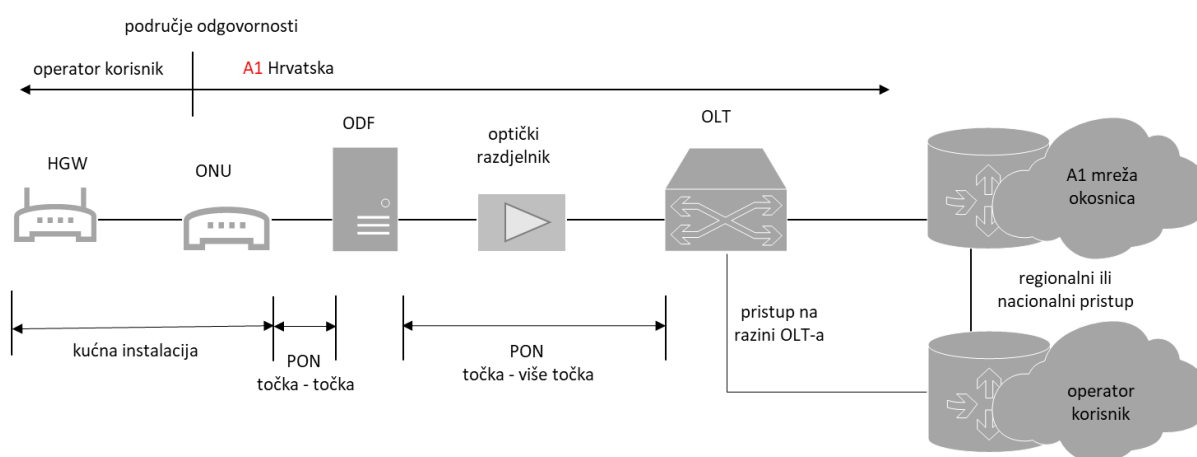 područje odgovornosti
operator korisnik
A1 Hrvatska
HGW
ONU
ODF
optički
razdjelnik
OLT
A1 mreža
okosnica
regionalni ili
nacionalni pristup
kućna instalacija
PON
točka - točka
PON
točka - više točka
pristup na
razini OLT-a
operator
korisnik